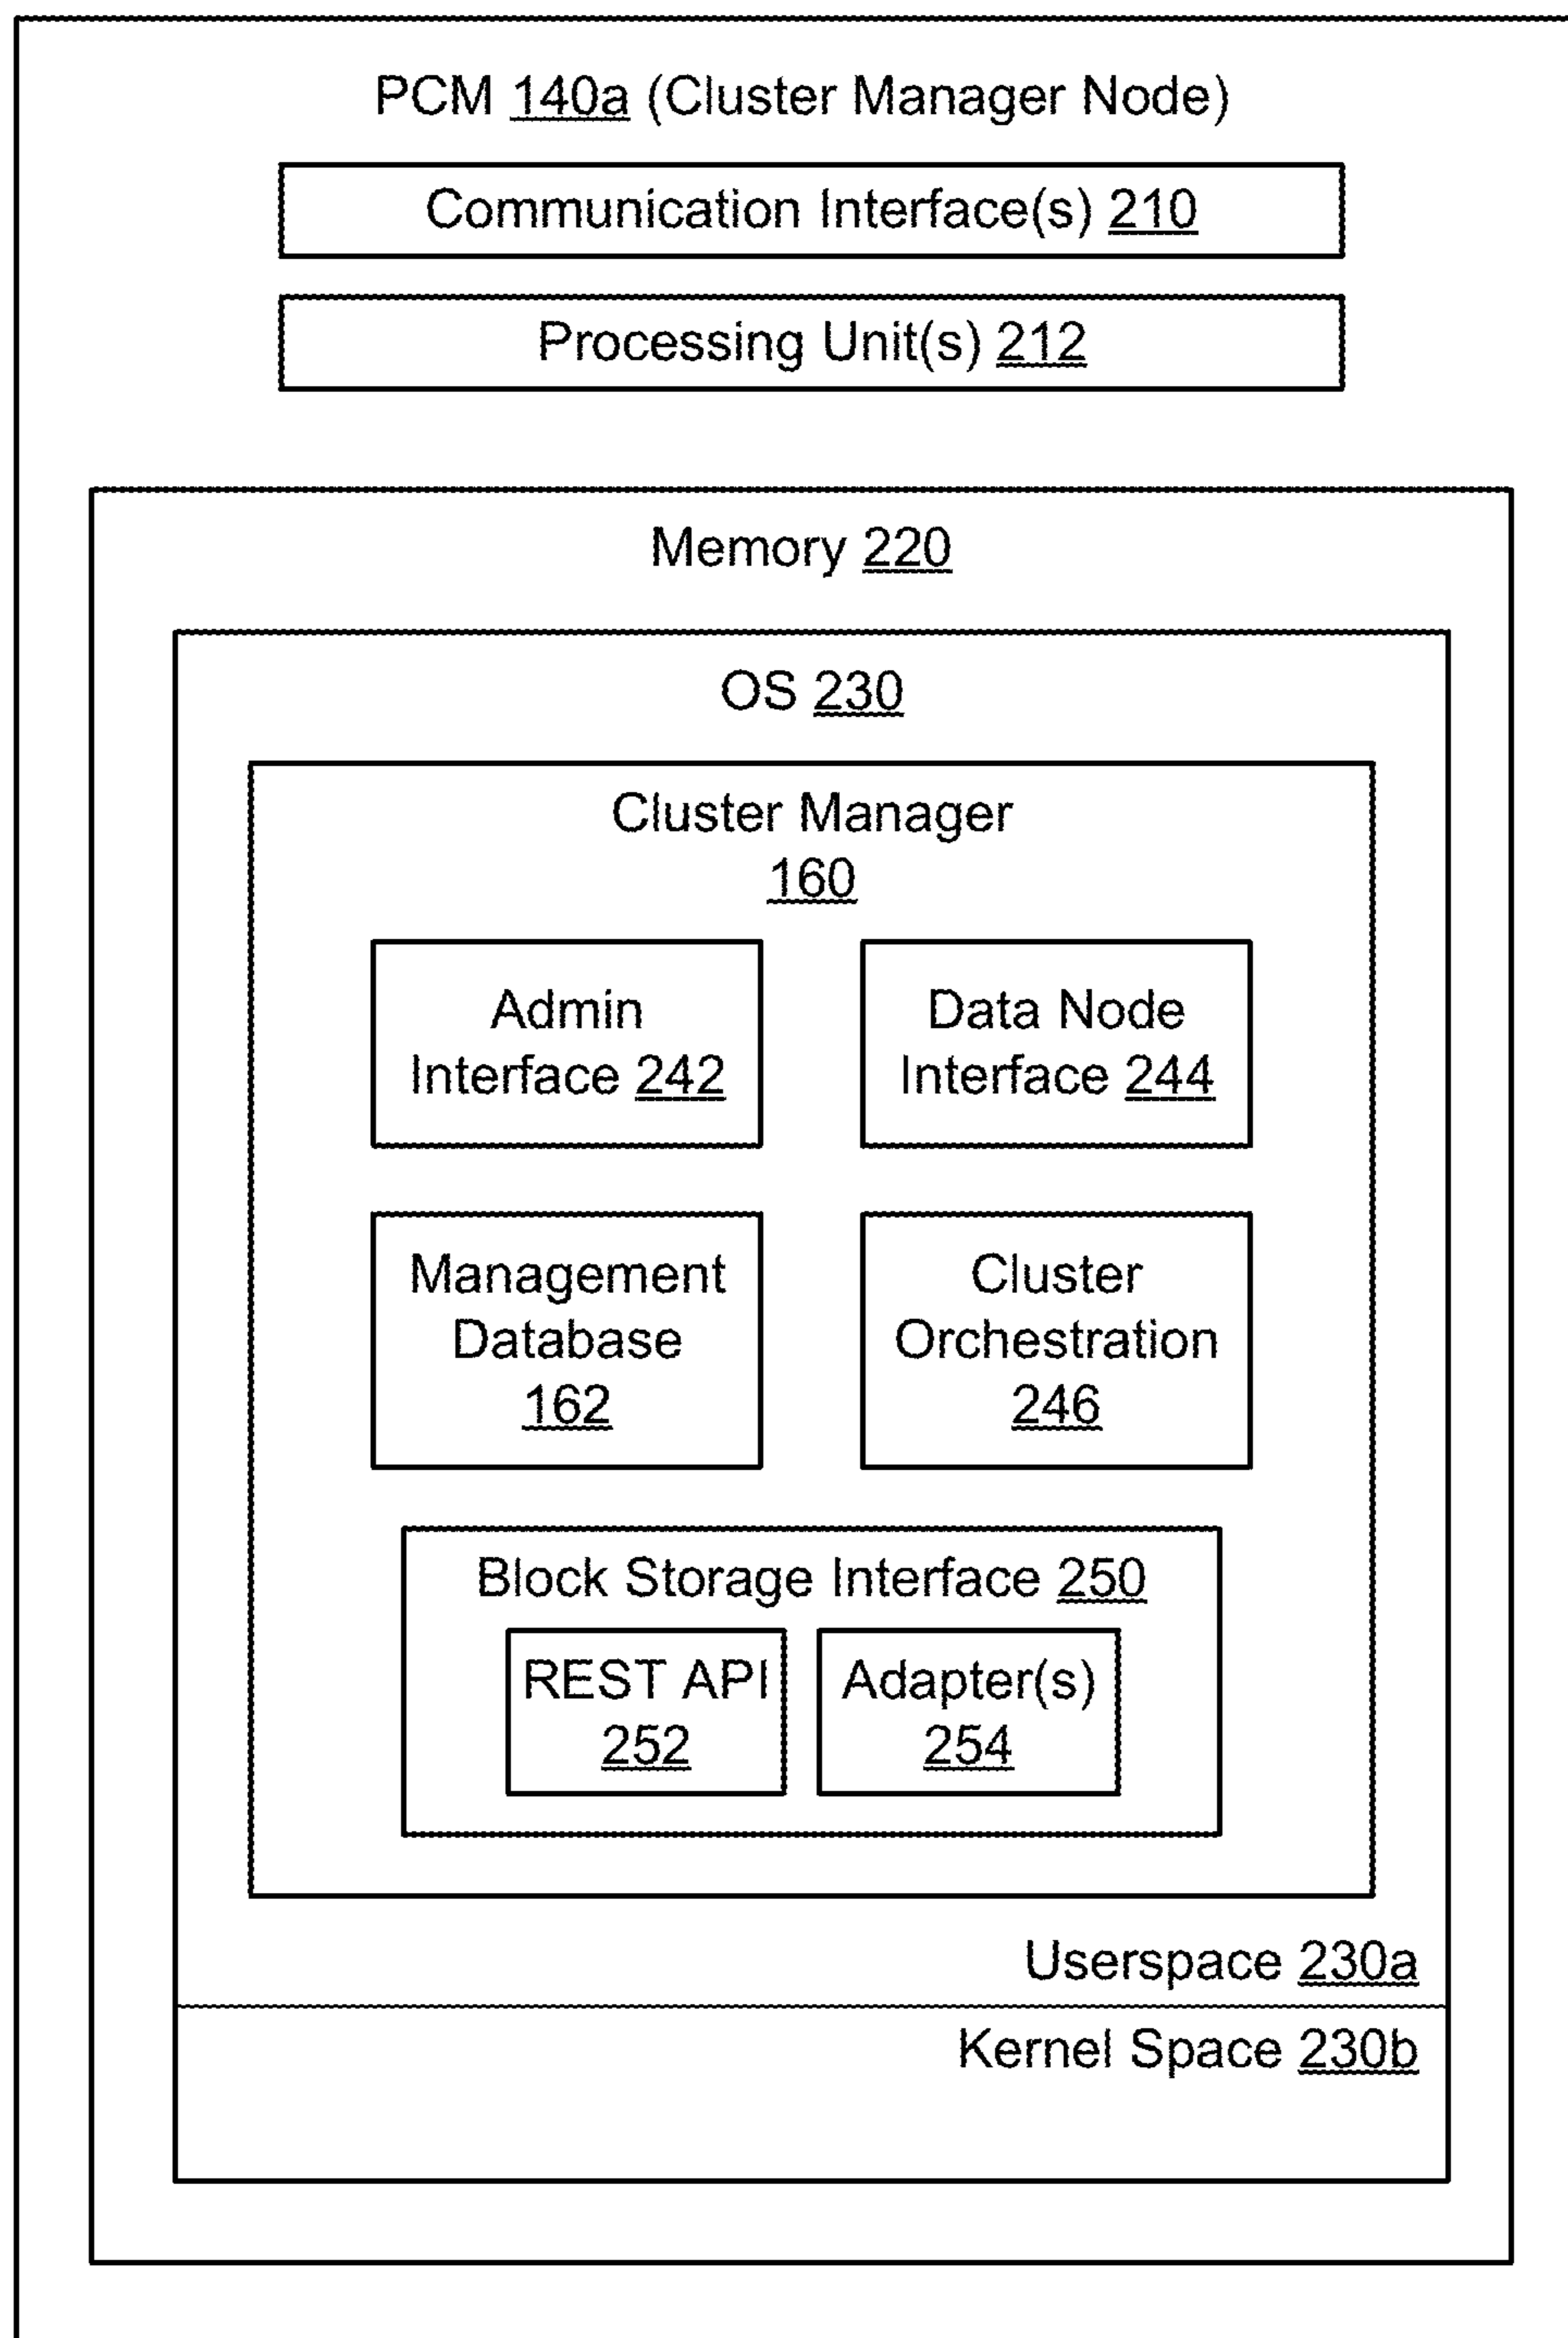 PCM 140a (Cluster Manager Node)
Communication Interface(s) 210
Processing Unit(s) 212
Memory 220
OS 230
Cluster Manager
160
Admin
Interface 242
Data Node
Interface 244
Management
Database
162
Cluster
Orchestration
246
Block Storage Interface 250
REST API
252
Adapter(s)
254
Userspace 230a
Kernel Space 230b